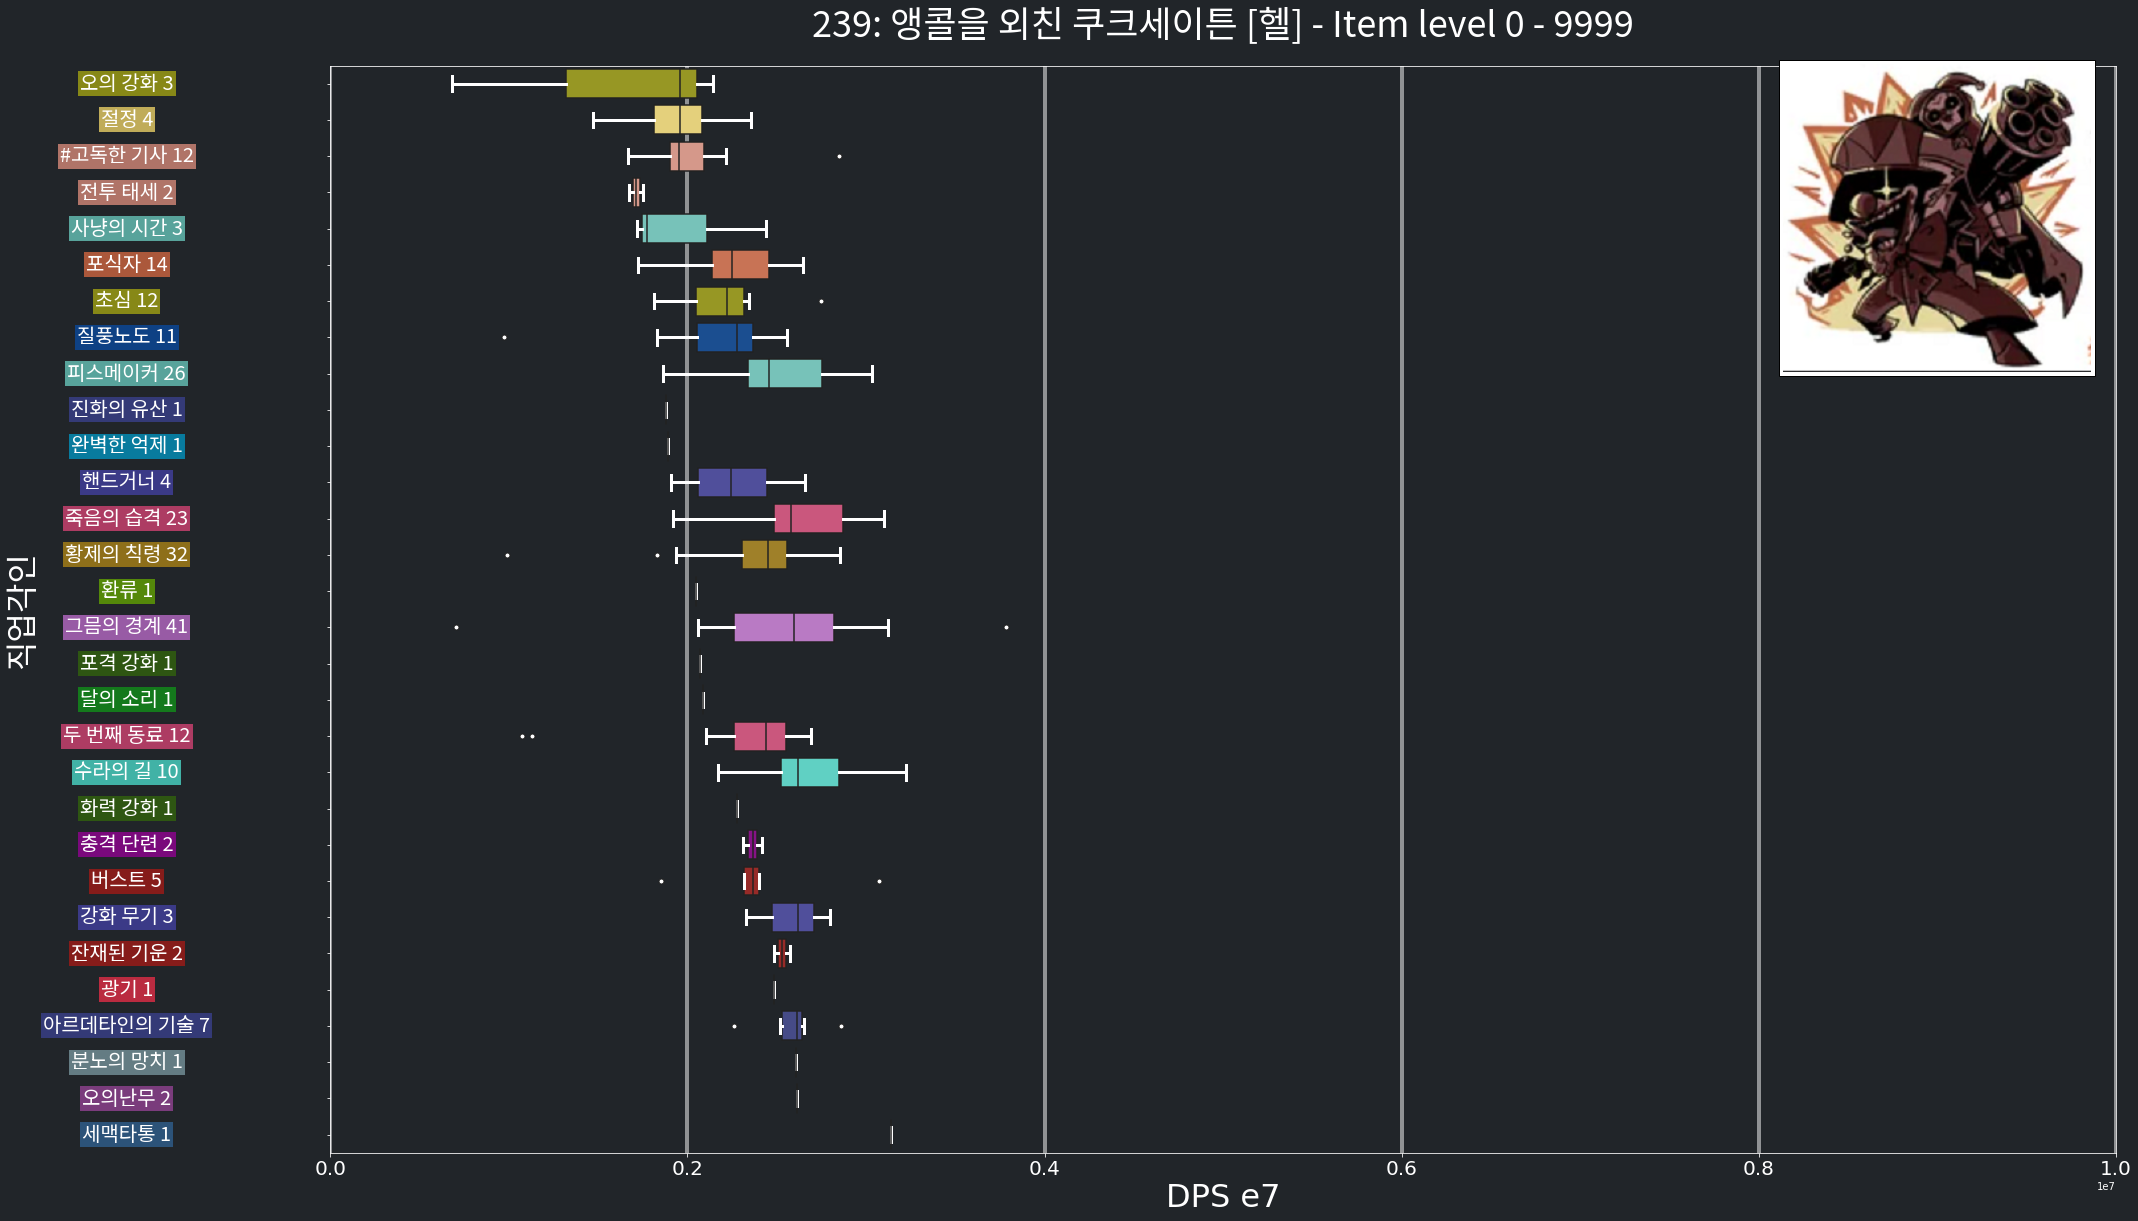 239: 앵콜을 외친 쿠크세이튼 [헬] - Item level 0 - 9999
직업각인
오의 강화 3
절정 4
#고독한 기사 12
전투 태세 2
사냥의 시간 3
포식자 14
초심 12
질풍노도 11
피스메이커 26
진화의 유산 1
완벽한 억제 1
핸드거너 4
죽음의 습격 23
황제의 칙령 32
환류 1
그믐의 경계 41
포격 강화 1
달의 소리 1
두 번째 동료 12
수라의 길 10
화력 강화 1
충격 단련 2
버스트 5
강화 무기 3
잔재된 기운 2
광기 1
아르데타인의 기술 7
분노의 망치 1
오의난무 2
세맥타통 1
0.0 0.2 0.4 0.6 0.8 1.0
1e7
DPS e7